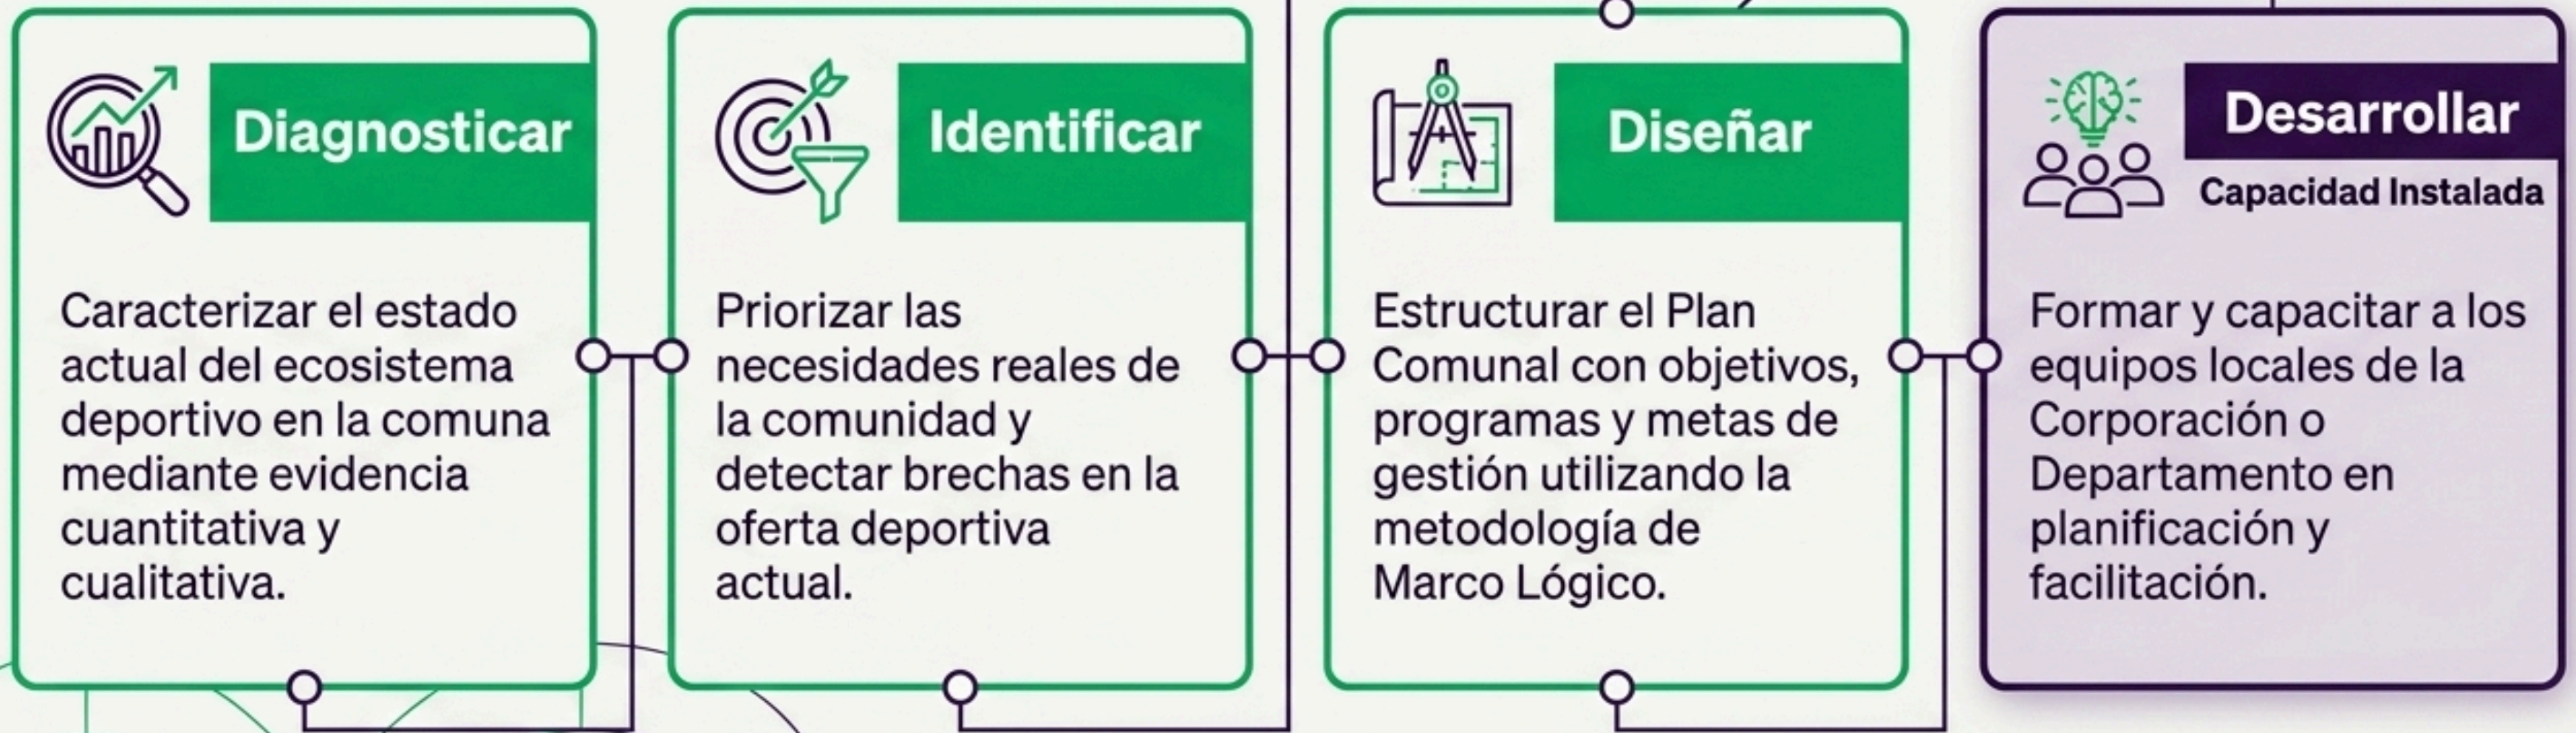 Diagnosticar
Caracterizar el estado
actual del ecosistema
deportivo en la comuna
mediante evidencia
cuantitativa y
cualitativa.
Identificar
Priorizar las
necesidades reales de
la comunidad y
detectar brechas en la
oferta deportiva
actual.
Diseñar
Estructurar el Plan
Comunal con objetivos,
programas y metas de
gestión utilizando la
metodología de
Marco Lógico.
Desarrollar
Capacidad Instalada
Formar y capacitar a los
equipos locales de la
Corporación o
Departamento en
planificación y
facilitación.